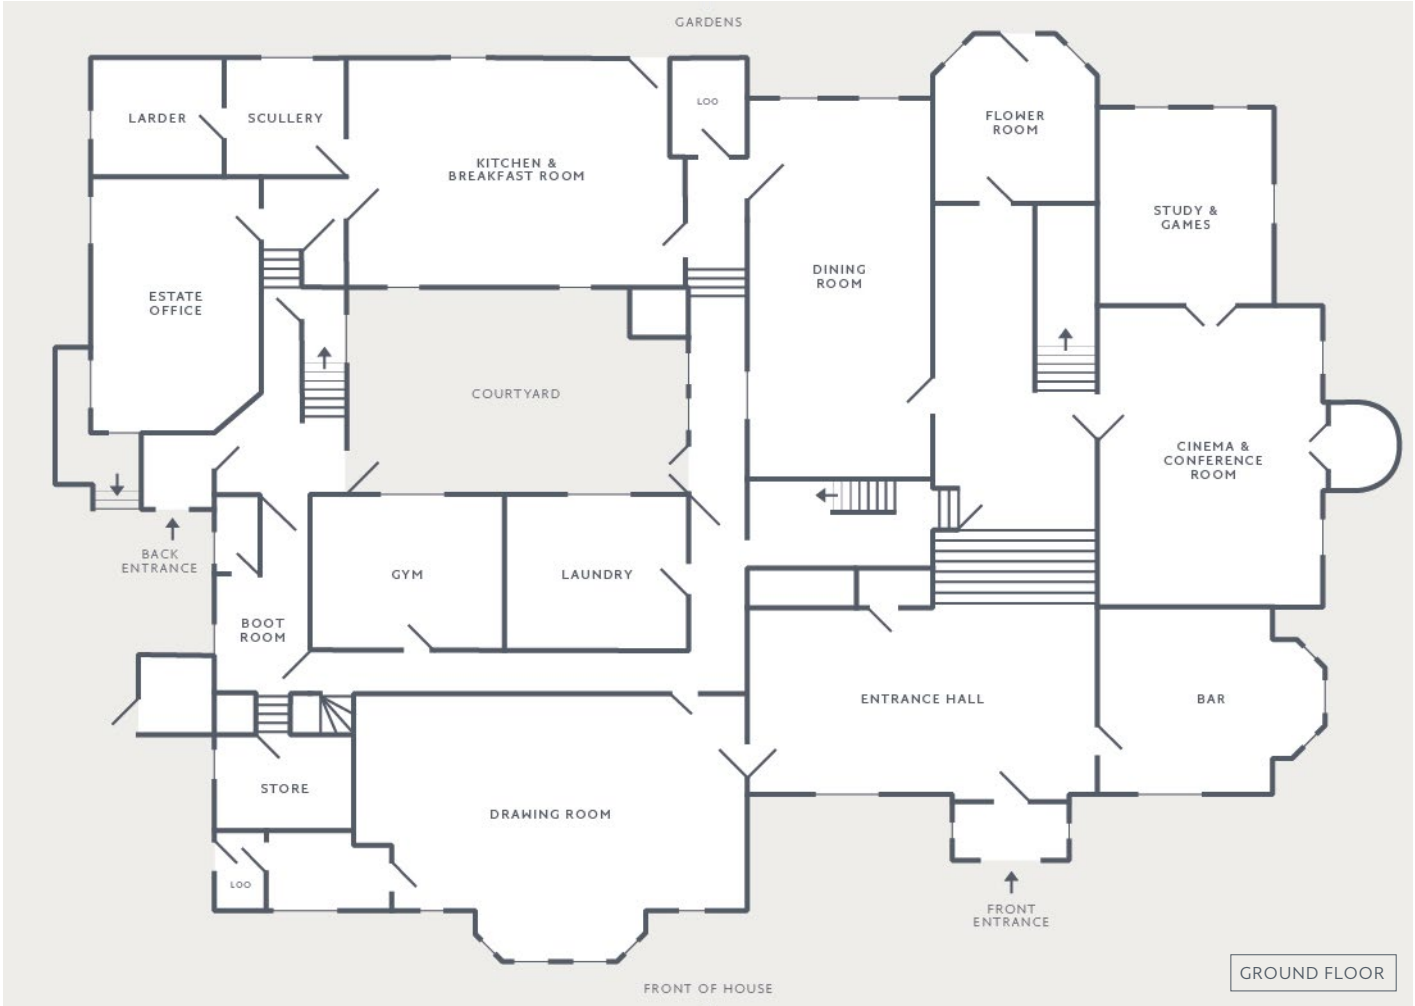 GARDENS
LARDER
SCULLERY
KITCHEN &
BREAKFAST ROOM
LOO
FLOWER
ROOM
STUDY &
GAMES
ESTATE
OFFICE
DINING
ROOM
COURTYARD
CINEMA &
CONFERENCE
ROOM
BACK
ENTRANCE
GYM
LAUNDRY
BOOT
ROOM
ENTRANCE HALL
BAR
STORE
DRAWING ROOM
LOO
FRONT
ENTRANCE
GROUND FLOOR
FRONT OF HOUSE